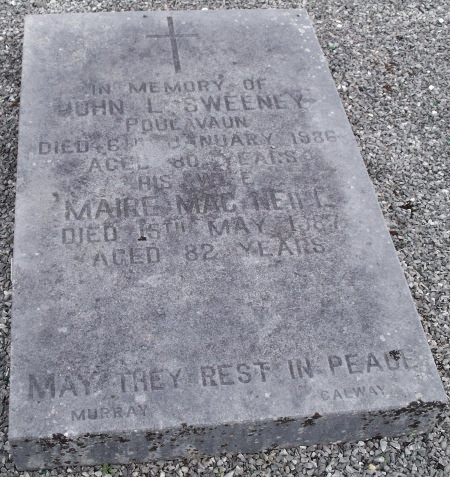 IN MEMORY OF
JOHN L. SWEENEY
POULVAUN
DIED 6TH JANUARY 1986
AGED 80 YEARS
HIS WIFE
MAIRE MAC NEILL
DIED 15TH MAY 1987
AGED 82 YEARS
MAY THEY REST IN PEACE
MURRAY
GALWAY